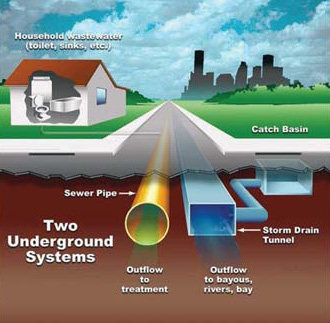 Household wastewater
(toilet, sinks, etc.)
Catch Basin
Sewer Pipe
Two
Underground
Systems
Storm Drain
Tunnel
Outflow
to
treatment
Outflow
to bayous,
rivers, bay